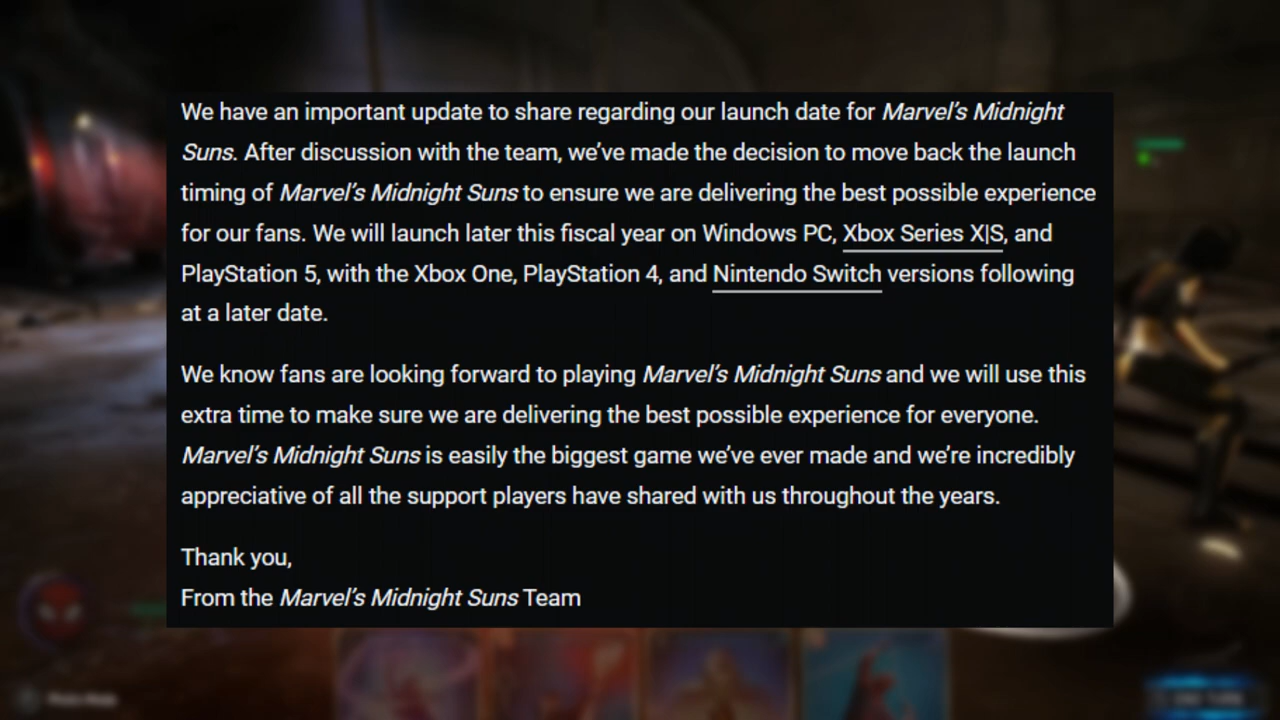 We have an important update to share regarding our launch date for Marvel's Midnight
Suns. After discussion with the team, we've made the decision to move back the launch
timing of Marvel's Midnight Suns to ensure we are delivering the best possible experience
for our fans. We will launch later this fiscal year on Windows PC, Xbox Series X|S, and
PlayStation 5, with the Xbox One, PlayStation 4, and Nintendo Switch versions following
at a later date.
We know fans are looking forward to playing Marvel's Midnight Suns and we will use this
extra time to make sure we are delivering the best possible experience for everyone.
Marvel's Midnight Suns is easily the biggest game we've ever made and we're incredibly
appreciative of all the support players have shared with us throughout the years.
Thank you,
From the Marvel's Midnight Suns Team